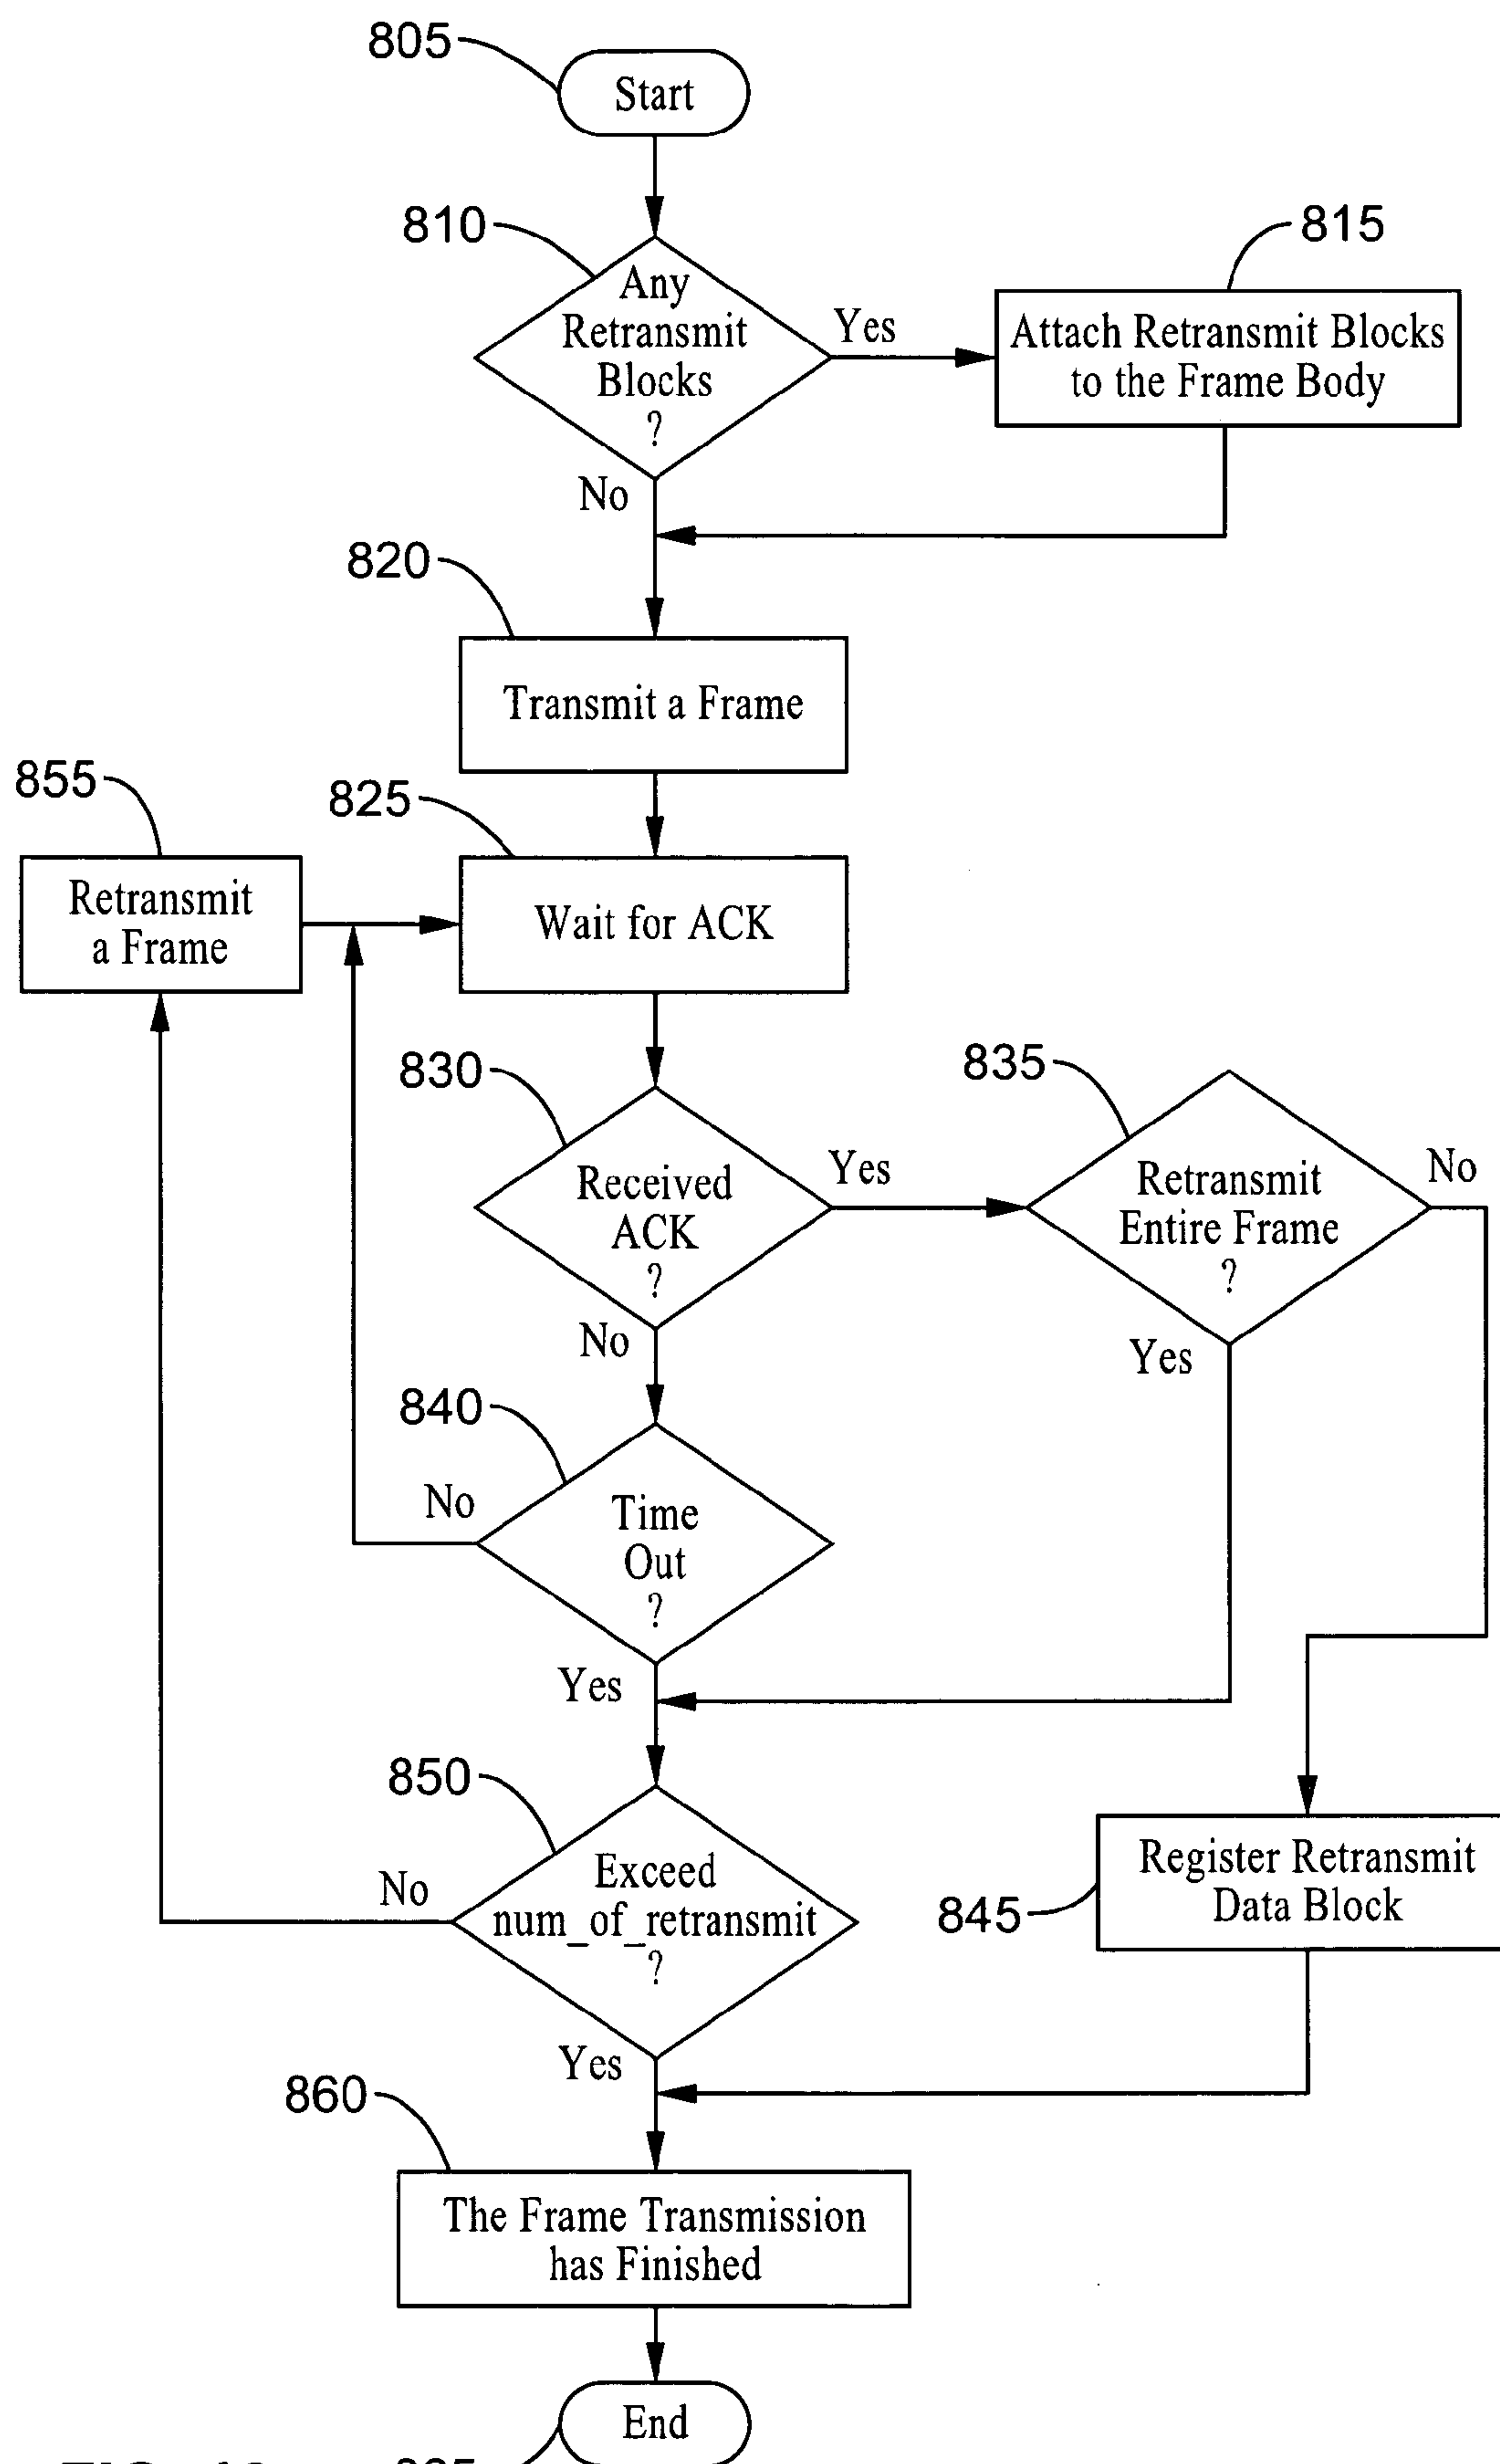 805
Start
810
Any
Retransmit
Blocks
?
Yes
815
Attach Retransmit Blocks
to the Frame Body
No
820
Transmit a Frame
855
Retransmit
a Frame
825
Wait for ACK
830
Received
ACK
?
Yes
835
Retransmit
Entire Frame
?
No
No
Yes
840
Time
Out
?
No
Yes
850
Exceed
num_of_retransmit
?
No
845
Register Retransmit
Data Block
Yes
860
The Frame Transmission
has Finished
End